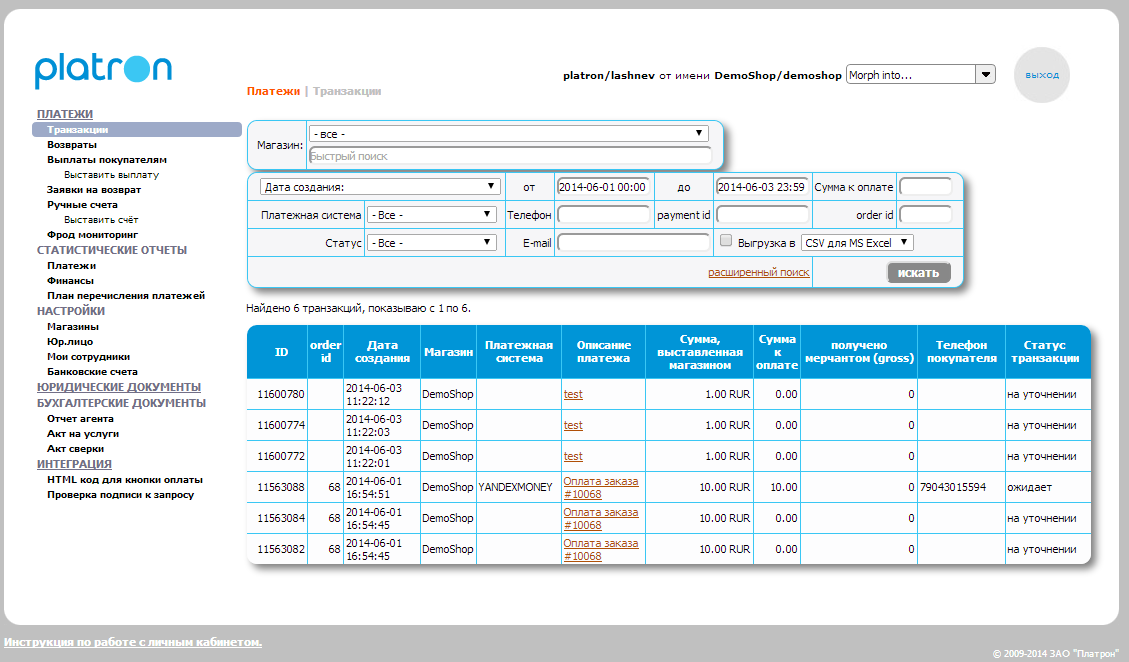 platron
platron/lashnev от имени DemoShop/demoshop Morph into...
выход
Платежи | Транзакции
ПЛАТЕЖИ
Транзакции
Возвраты
Выплаты покупателям
Выставить выплату
Заявки на возврат
Ручные счета
Выставить счёт
Фрод мониторинг
СТАТИСТИЧЕСКИЕ ОТЧЕТЫ
Платежи
Финансы
План перечисления платежей
НАСТРОЙКИ
Магазины
Юр.лицо
Мои сотрудники
Банковские счета
ЮРИДИЧЕСКИЕ ДОКУМЕНТЫ
БУХГАЛТЕРСКИЕ ДОКУМЕНТЫ
Отчет агента
Акт на услуги
Акт сверки
ИНТЕГРАЦИЯ
HTML код для кнопки оплаты
Проверка подписи к запросу
Магазин: - все -
Быстрый поиск
Дата создания: от 2014-06-01 00:00 до 2014-06-03 23:59 Сумма к оплате
Платежная система - Все - Телефон payment id order id
Статус - Все - E-mail Выгрузка в CSV для MS Excel
расширенный поиск искать
Найдено 6 транзакций, показываю с 1 по 6.
ID order id Дата создания Магазин Платежная система Описание платежа Сумма, выставленная магазином Сумма к оплате получено мерчантом (gross) Телефон покупателя Статус транзакции
11600780 2014-06-03 11:22:12 DemoShop test 1.00 RUR 0.00 0 на уточнении
11600774 2014-06-03 11:22:03 DemoShop test 1.00 RUR 0.00 0 на уточнении
11600772 2014-06-03 11:22:01 DemoShop test 1.00 RUR 0.00 0 на уточнении
11563088 68 2014-06-01 16:54:51 DemoShop YANDEXMONEY Оплата заказа #10068 10.00 RUR 10.00 0 79043015594 ожидает
11563084 68 2014-06-01 16:54:45 DemoShop Оплата заказа #10068 10.00 RUR 0.00 0 на уточнении
11563082 68 2014-06-01 16:54:45 DemoShop Оплата заказа #10068 10.00 RUR 0.00 0 на уточнении
Инструкция по работе с личным кабинетом.
© 2009-2014 ЗАО "Платрон"